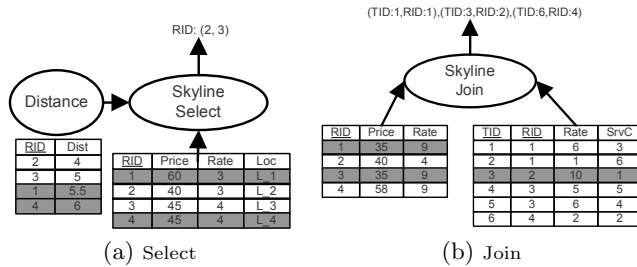 RID: (2, 3)
Distance
Skyline
Select
RID Dist
2 4
3 5
1 5.5
4 6
RID Price Rate Loc
1 60 3 L_1
2 40 3 L_2
3 45 4 L_3
4 45 4 L_4
(a) Select
(TID:1,RID:1),(TID:3,RID:2),(TID:6,RID:4)
Skyline
Join
RID Price Rate
1 35 9
2 40 4
3 35 9
4 58 9
TID RID Rate SrvC
1 1 6 3
2 1 1 6
3 2 10 1
4 3 5 5
5 3 6 4
6 4 2 2
(b) Join